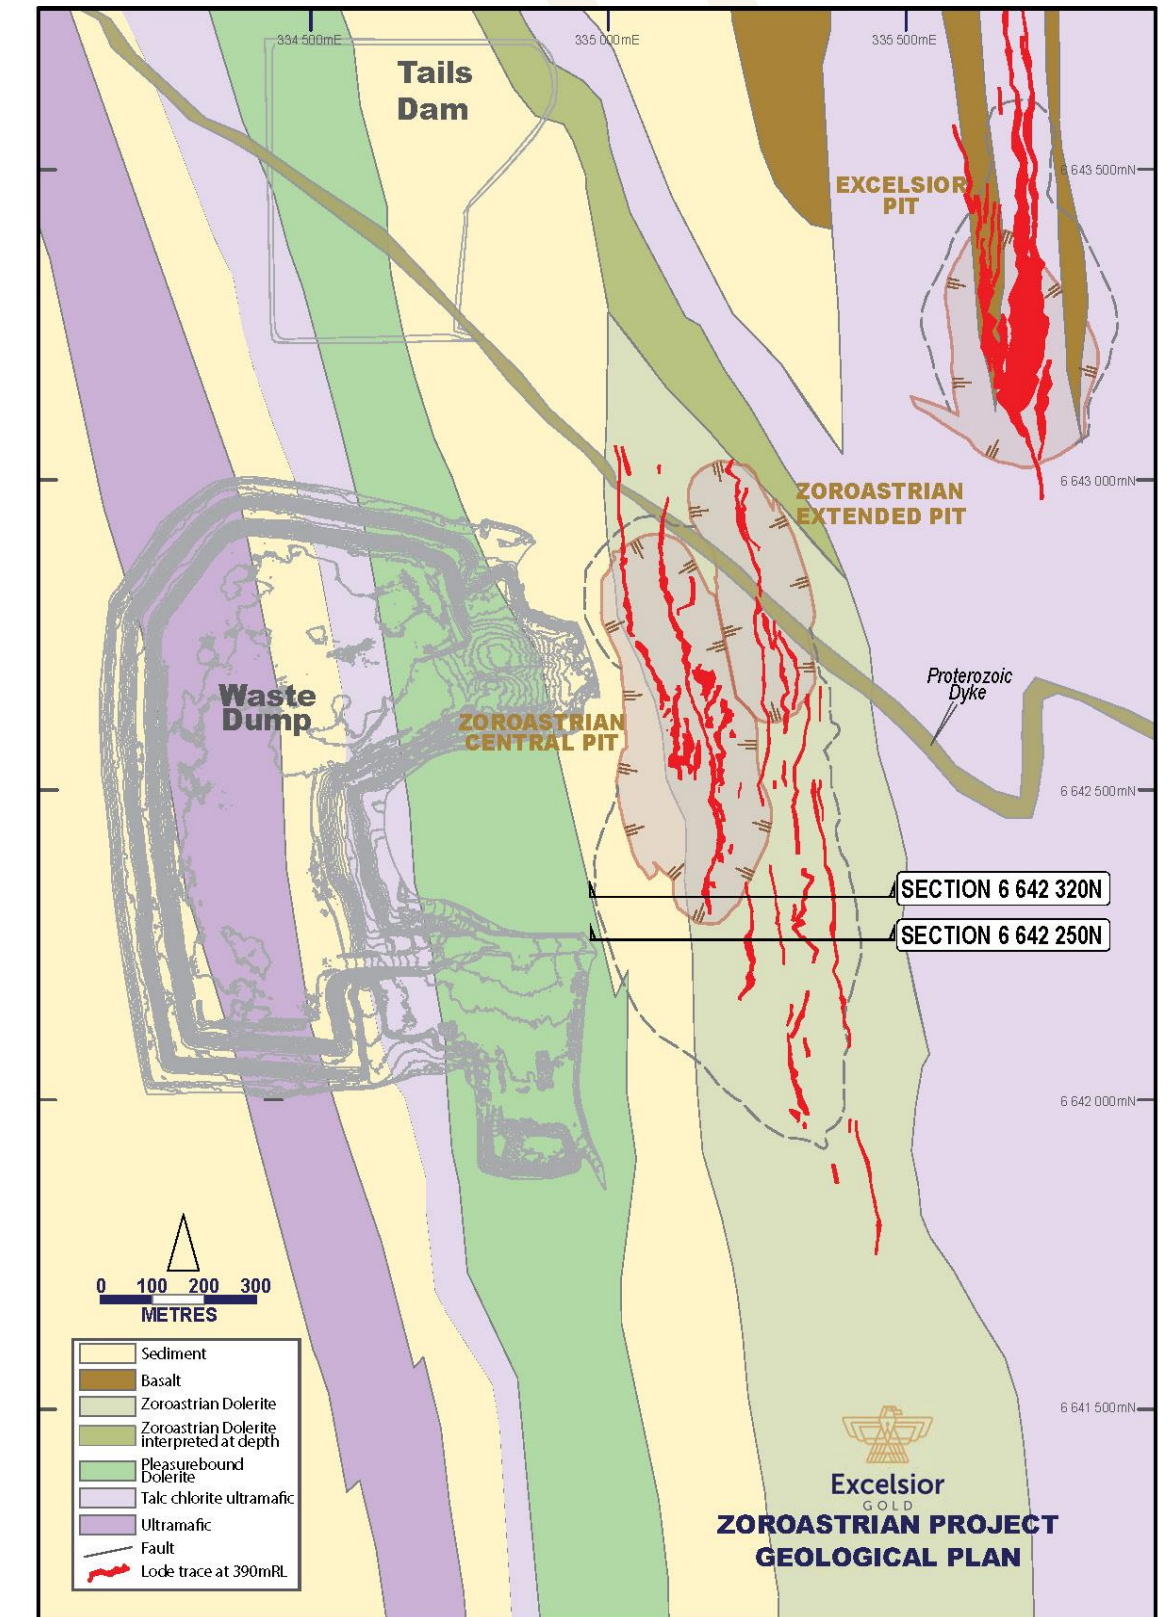 334 500mE
335 000mE
335 500mE
Tails
Dam
6 643 500mN
EXCELSIOR
PIT
6 643 000mN
ZOROASTRIAN
EXTENDED PIT
Waste
Dump
ZOROASTRIAN
CENTRAL PIT
Proterozoic
Dyke
6 642 500mN
SECTION 6 642 320N
SECTION 6 642 250N
6 642 000mN
0 100 200 300
METRES
Sediment
Basalt
Zoroastrian Dolerite
Zoroastrian Dolerite
interpreted at depth
Pleasurebound
Dolerite
Talc chlorite ultramafic
Ultramafic
Fault
Lode trace at 390mRL
6 641 500mN
Excelsior
GOLD
ZOROASTRIAN PROJECT
GEOLOGICAL PLAN